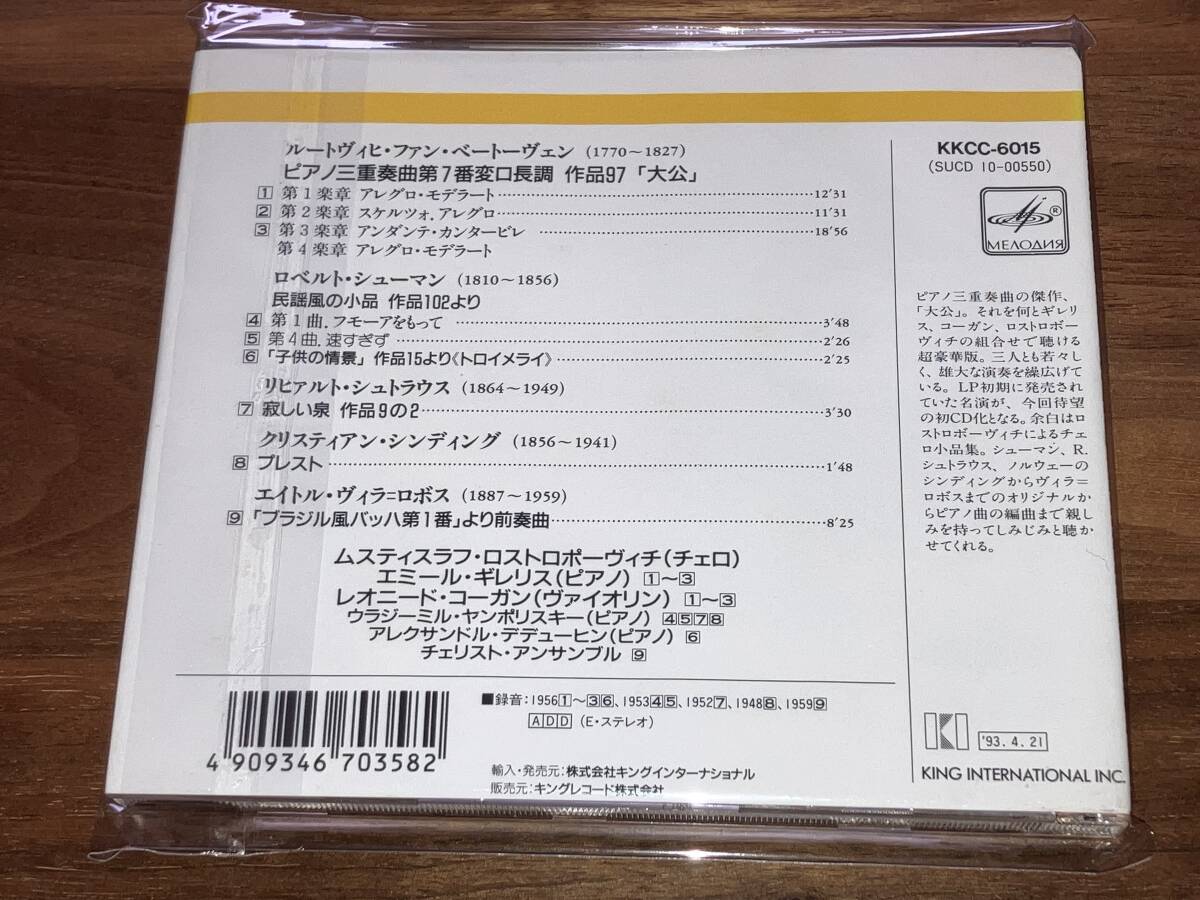 ルートヴィヒ・ファン・ベートーヴェン (1770〜1827)
ピアノ三重奏曲第7番変ロ長調 作品97「大公」
1 第1楽章 アレグロ・モデラート 12'31
2 第2楽章 スケルツォ. アレグロ 11'31
3 第3楽章 アンダンテ・カンタービレ 18'56
第4楽章 アレグロ・モデラート
ロベルト・シューマン (1810〜1856)
民謡風の小品 作品102より
4 第1曲. フモーアをもって 3'48
5 第4曲. 速すぎず 2'26
6 「子供の情景」作品15より《トロイメライ》 2'25
リヒァルト・シュトラウス (1864〜1949)
7 寂しい泉 作品9の2 3'30
クリスティアン・シンディング (1856〜1941)
8 プレスト 1'48
エイトル・ヴィラ=ロボス (1887〜1959)
9 「ブラジル風バッハ第1番」より前奏曲 8'25
ムスティスラフ・ロストロポーヴィチ(チェロ)
エミール・ギレリス(ピアノ) 1〜3
レオニード・コーガン(ヴァイオリン) 1〜3
ウラジーミル・ヤンポリスキー(ピアノ) 4578
アレクサンドル・デデューヒン(ピアノ) 6
チェリスト・アンサンブル 9
■録音:1956 1〜3 6、1953 4 5、1952 7、1948 8、1959 9
ADD (E・ステレオ)
4 909346 703582
輸入・発売元:株式会社キングインターナショナル
販売元:キングレコード株式会社
KKCC-6015
(SUCD 10-00550)
®
МЕЛОДИЯ
ピアノ三重奏曲の傑作、
「大公」。それを何とギレリ
ス、コーガン、ロストロポー
ヴィチの組合せで聴ける
超豪華版。三人とも若々し
く、雄大な演奏を繰広げて
いる。LP初期に発売され
ていた名演が、今回待望
の初CD化となる。余白はロ
ストロポーヴィチによるチェ
ロ小品集。シューマン、R.
シュトラウス、ノルウェーの
シンディングからヴィラ=
ロボスまでのオリジナルか
らピアノ曲の編曲まで親し
みを持ってしみじみと聴か
せてくれる。
'93. 4. 21
KING INTERNATIONAL INC.